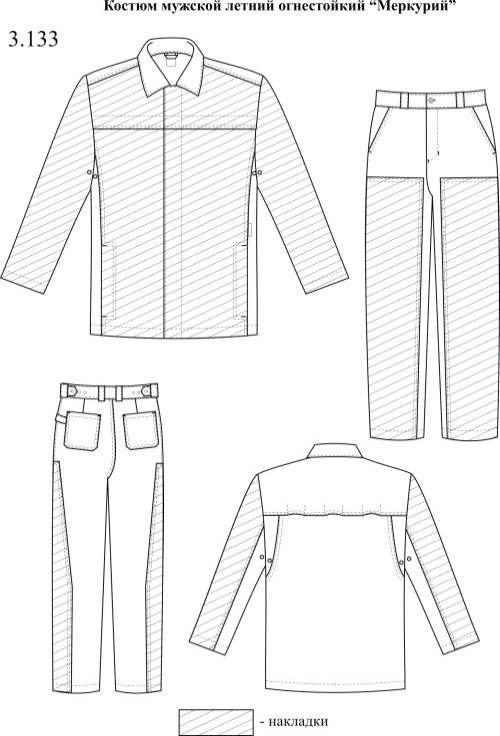 Костюм мужской летний огнестойкий “Меркурий”
3.133
- накладки